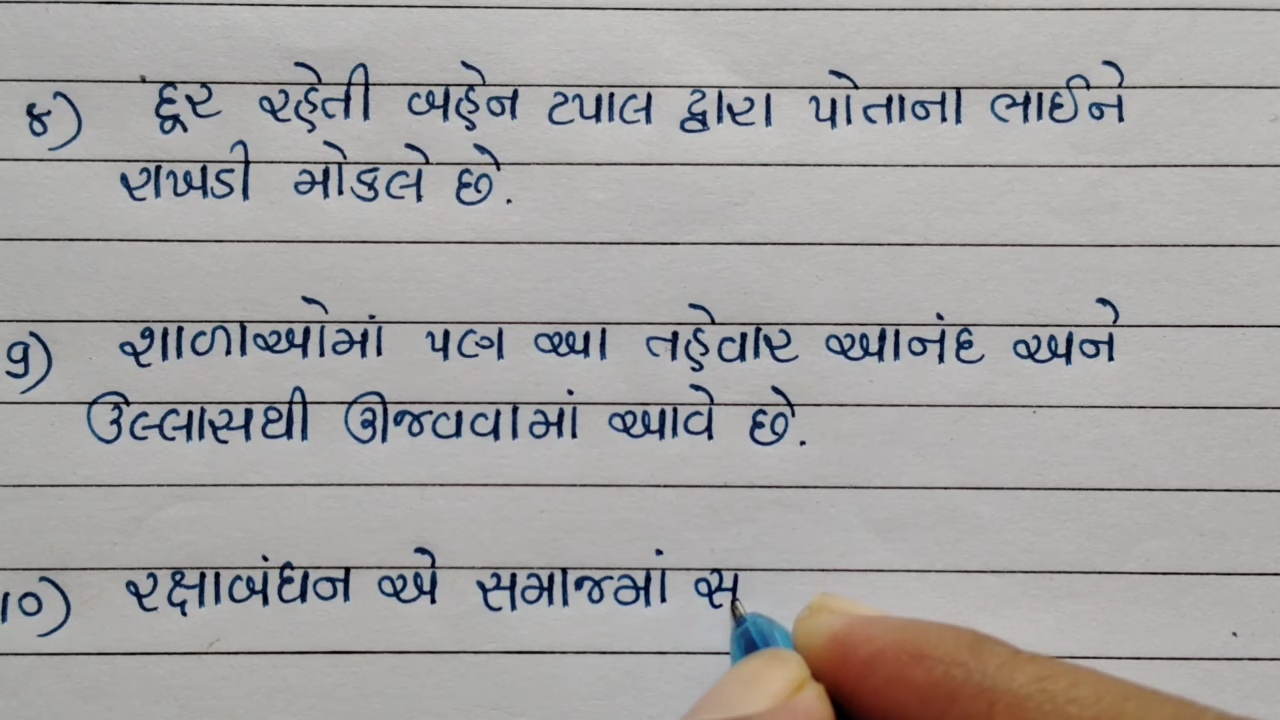 8) દૂર રહેતી બહેન ટપાલ દ્વારા પોતાના ભાઈને
રાખડી મોકલે છે.
9) શાળાઓમાં પણ આ તહેવાર આનંદ અને
ઉલ્લાસથી ઊજવવામાં આવે છે.
10) રક્ષાબંધન એ સમાજમાં સ